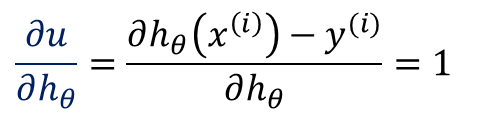 ∂u/∂h_θ = ∂h_θ(x^(i)) − y^(i)/∂h_θ = 1